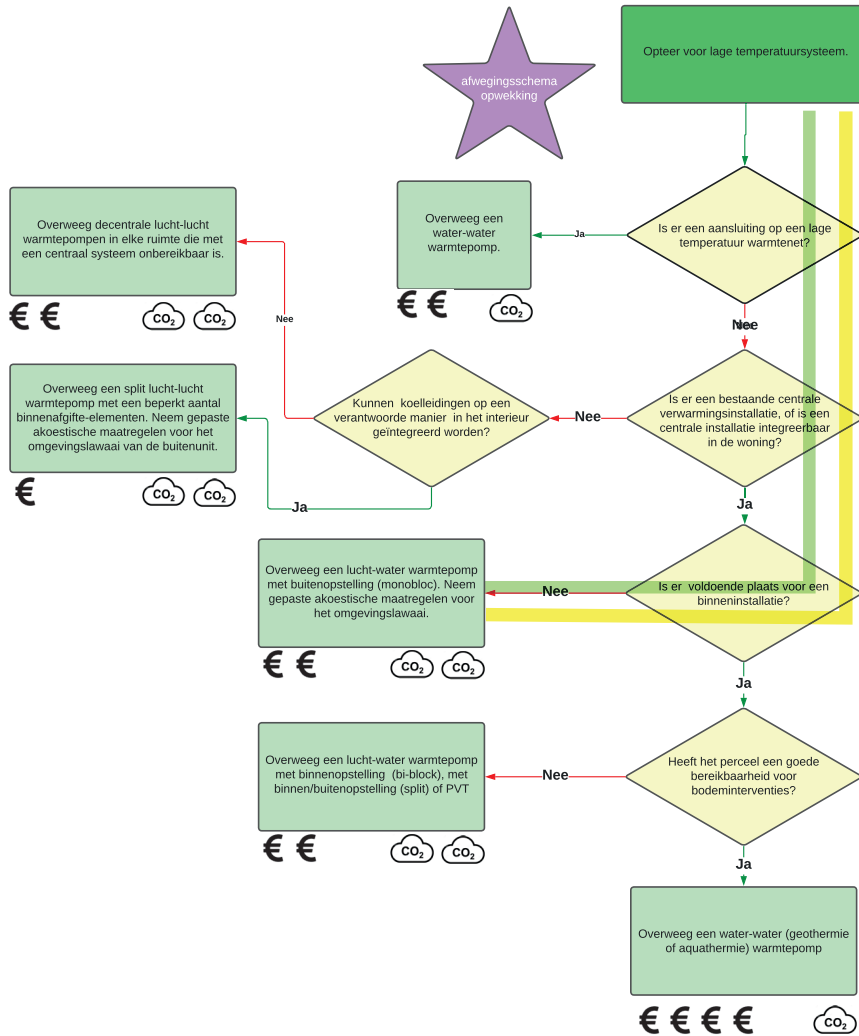 afwegingsschema
opwekking
Opteer voor lage temperatuursysteem.
Is er een aansluiting op een lage
temperatuur warmtenet?
Ja
Overweeg een
water-water
warmtepomp.
€ €
CO2
Nee
Is er een bestaande centrale
verwarmingsinstallatie, of is een
centrale installatie integreerbaar
in de woning?
Nee
Kunnen koelleidingen op een
verantwoorde manier in het interieur
geïntegreerd worden?
Nee
Overweeg decentrale lucht-lucht
warmtepompen in elke ruimte die met
een centraal systeem onbereikbaar is.
€ €
CO2 CO2
Ja
Overweeg een split lucht-lucht
warmtepomp met een beperkt aantal
binnenafgifte-elementen. Neem gepaste
akoestische maatregelen voor het
omgevingslawaai van de buitenunit.
€
CO2 CO2
Ja
Is er voldoende plaats voor een
binneninstallatie?
Nee
Overweeg een lucht-water warmtepomp
met buitenopstelling (monobloc). Neem
gepaste akoestische maatregelen voor
het omgevingslawaai.
€ €
CO2 CO2
Ja
Heeft het perceel een goede
bereikbaarheid voor
bodeminterventies?
Nee
Overweeg een lucht-water warmtepomp
met binnenopstelling (bi-block), met
binnen/buitenopstelling (split) of PVT
€ €
CO2 CO2
Ja
Overweeg een water-water (geothermie
of aquathermie) warmtepomp
€ € € €
CO2